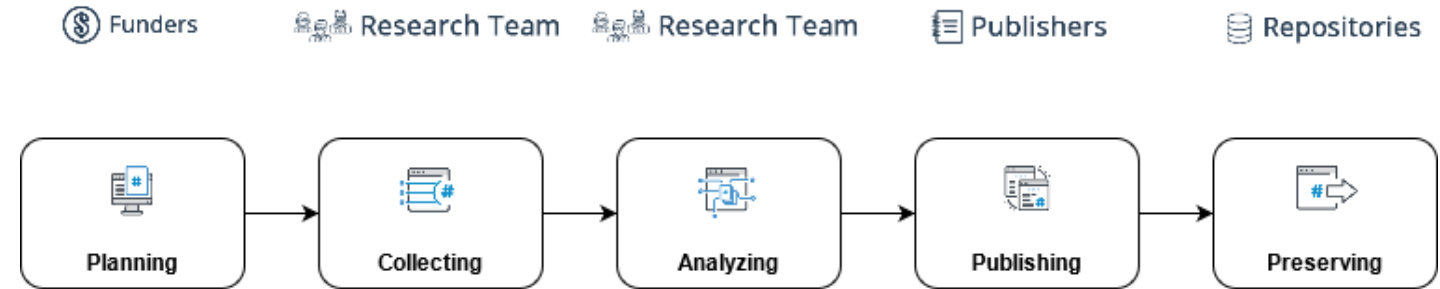 Funders
Research Team
Research Team
Publishers
Repositories
#
#
#
#
Planning
Collecting
Analyzing
Publishing
Preserving